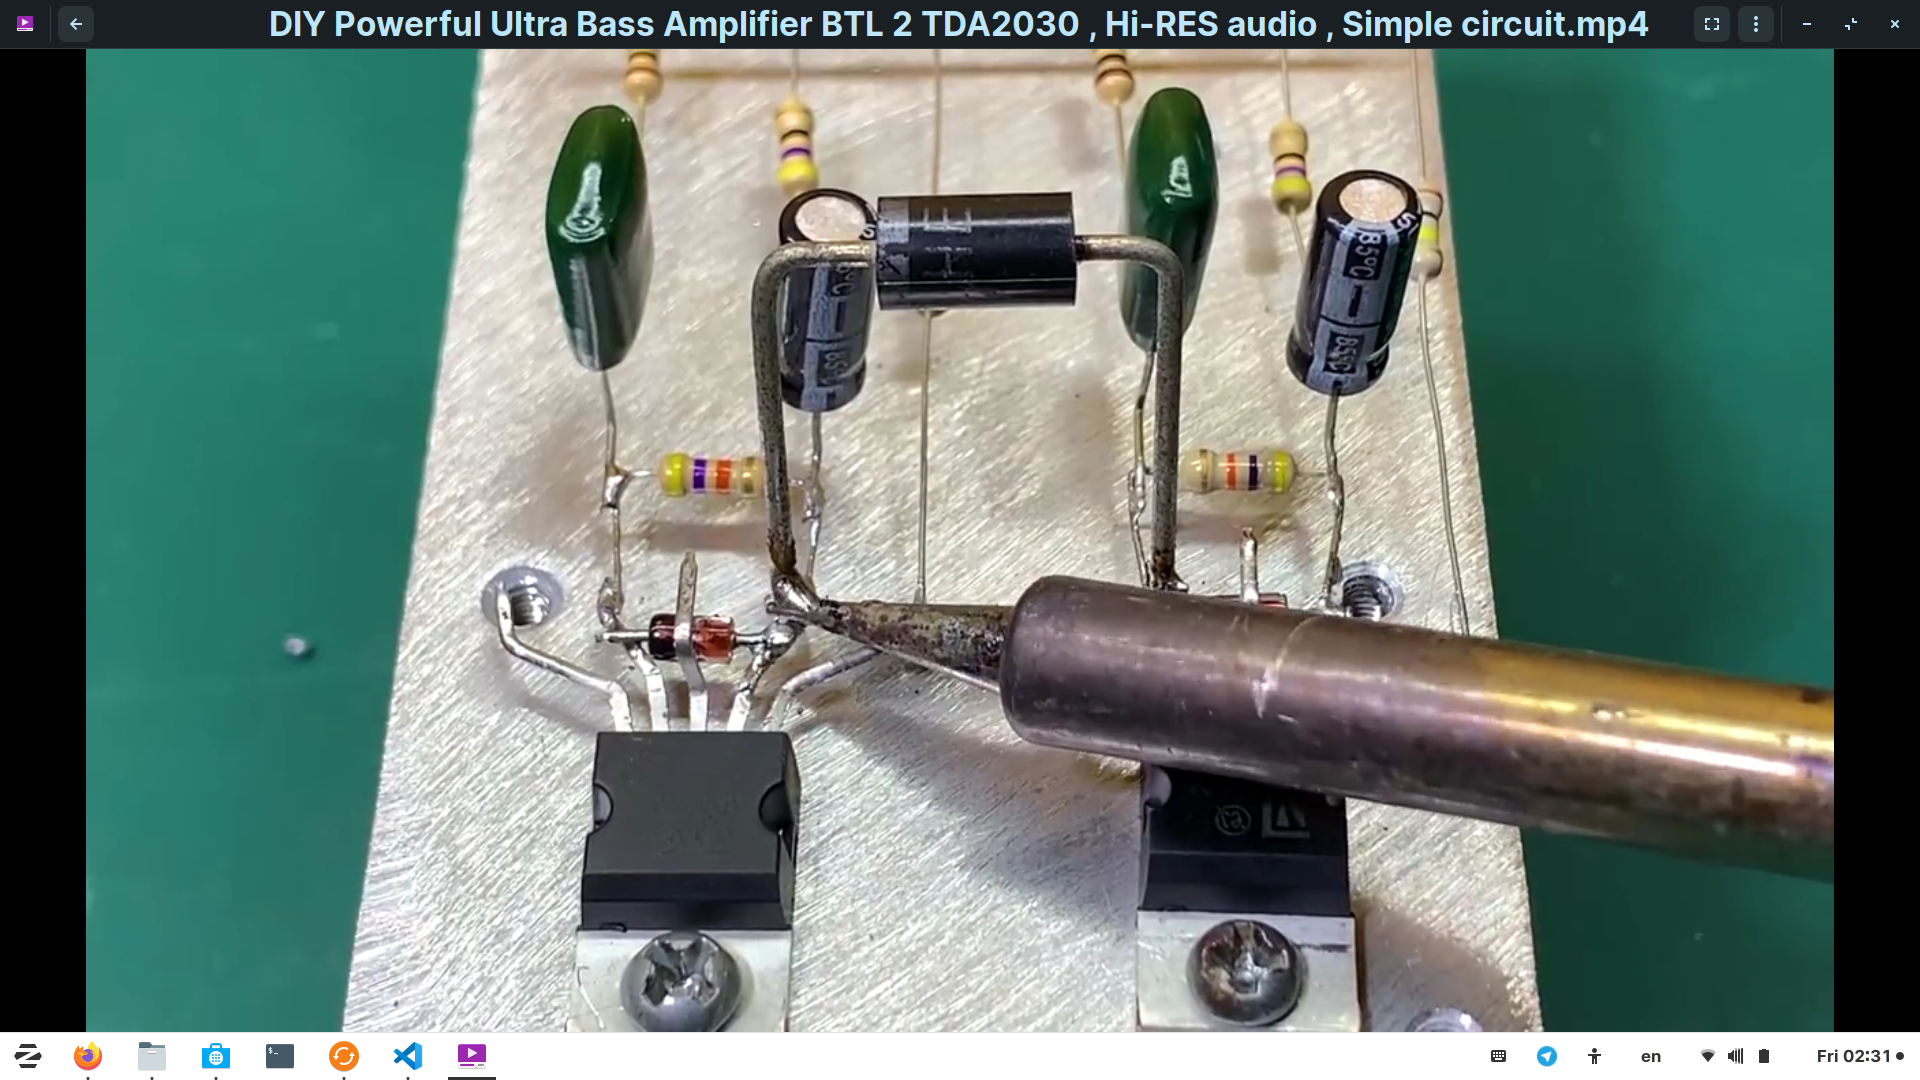 DIY Powerful Ultra Bass Amplifier BTL 2 TDA2030 , Hi-RES audio , Simple circuit.mp4
85°C
85°C
en
Fri 02:31